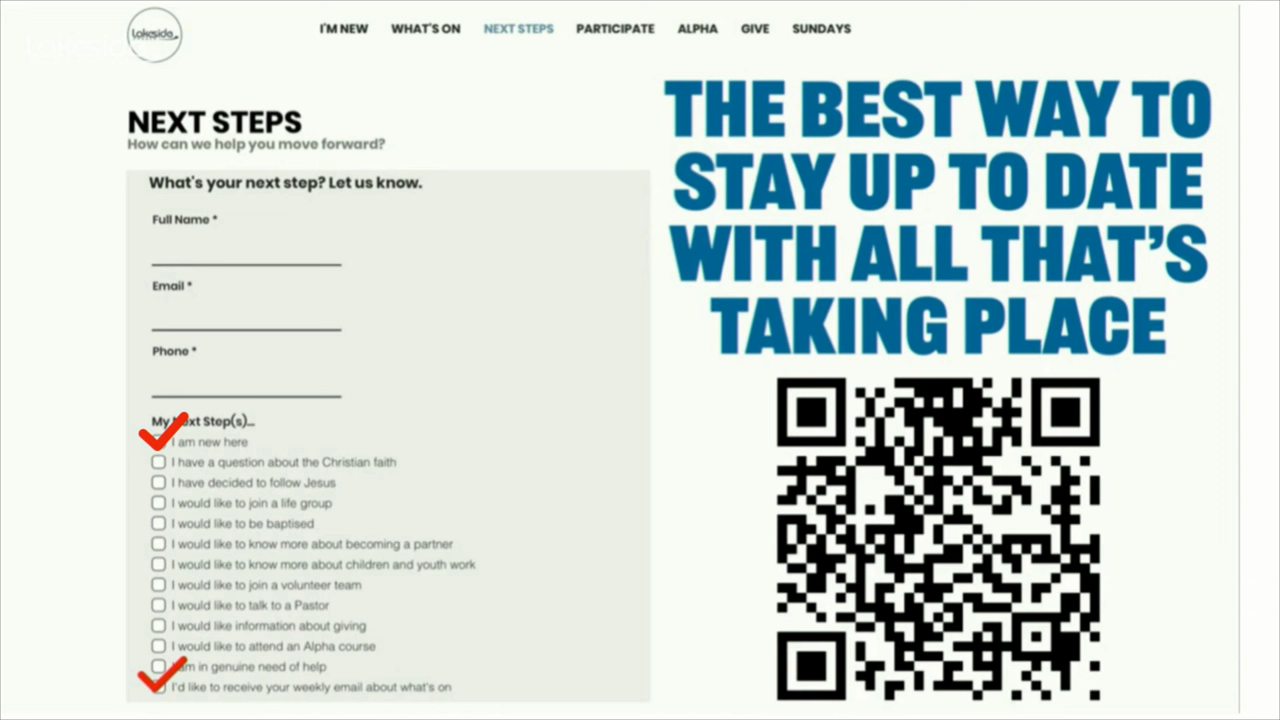 Lakeside
I'M NEW WHAT'S ON NEXT STEPS PARTICIPATE ALPHA GIVE SUNDAYS
NEXT STEPS
How can we help you move forward?
What's your next step? Let us know.
Full Name *
Email *
Phone *
My Next Step(s)...
I am new here
I have a question about the Christian faith
I have decided to follow Jesus
I would like to join a life group
I would like to be baptised
I would like to know more about becoming a partner
I would like to know more about children and youth work
I would like to join a volunteer team
I would like to talk to a Pastor
I would like information about giving
I would like to attend an Alpha course
I am in genuine need of help
I'd like to receive your weekly email about what's on
THE BEST WAY TO
STAY UP TO DATE
WITH ALL THAT'S
TAKING PLACE